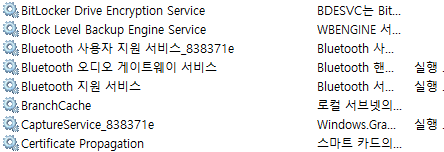 BitLocker Drive Encryption Service BDESVC는 Bit...
Block Level Backup Engine Service WBENGINE 서...
Bluetooth 사용자 지원 서비스_838371e Bluetooth 사...
Bluetooth 오디오 게이트웨이 서비스 Bluetooth 핸... 실행 .
Bluetooth 지원 서비스 Bluetooth 서... 실행 .
BranchCache 로컬 서브넷의...
CaptureService_838371e Windows.Gra... 실행 .
Certificate Propagation 스마트 카드의...